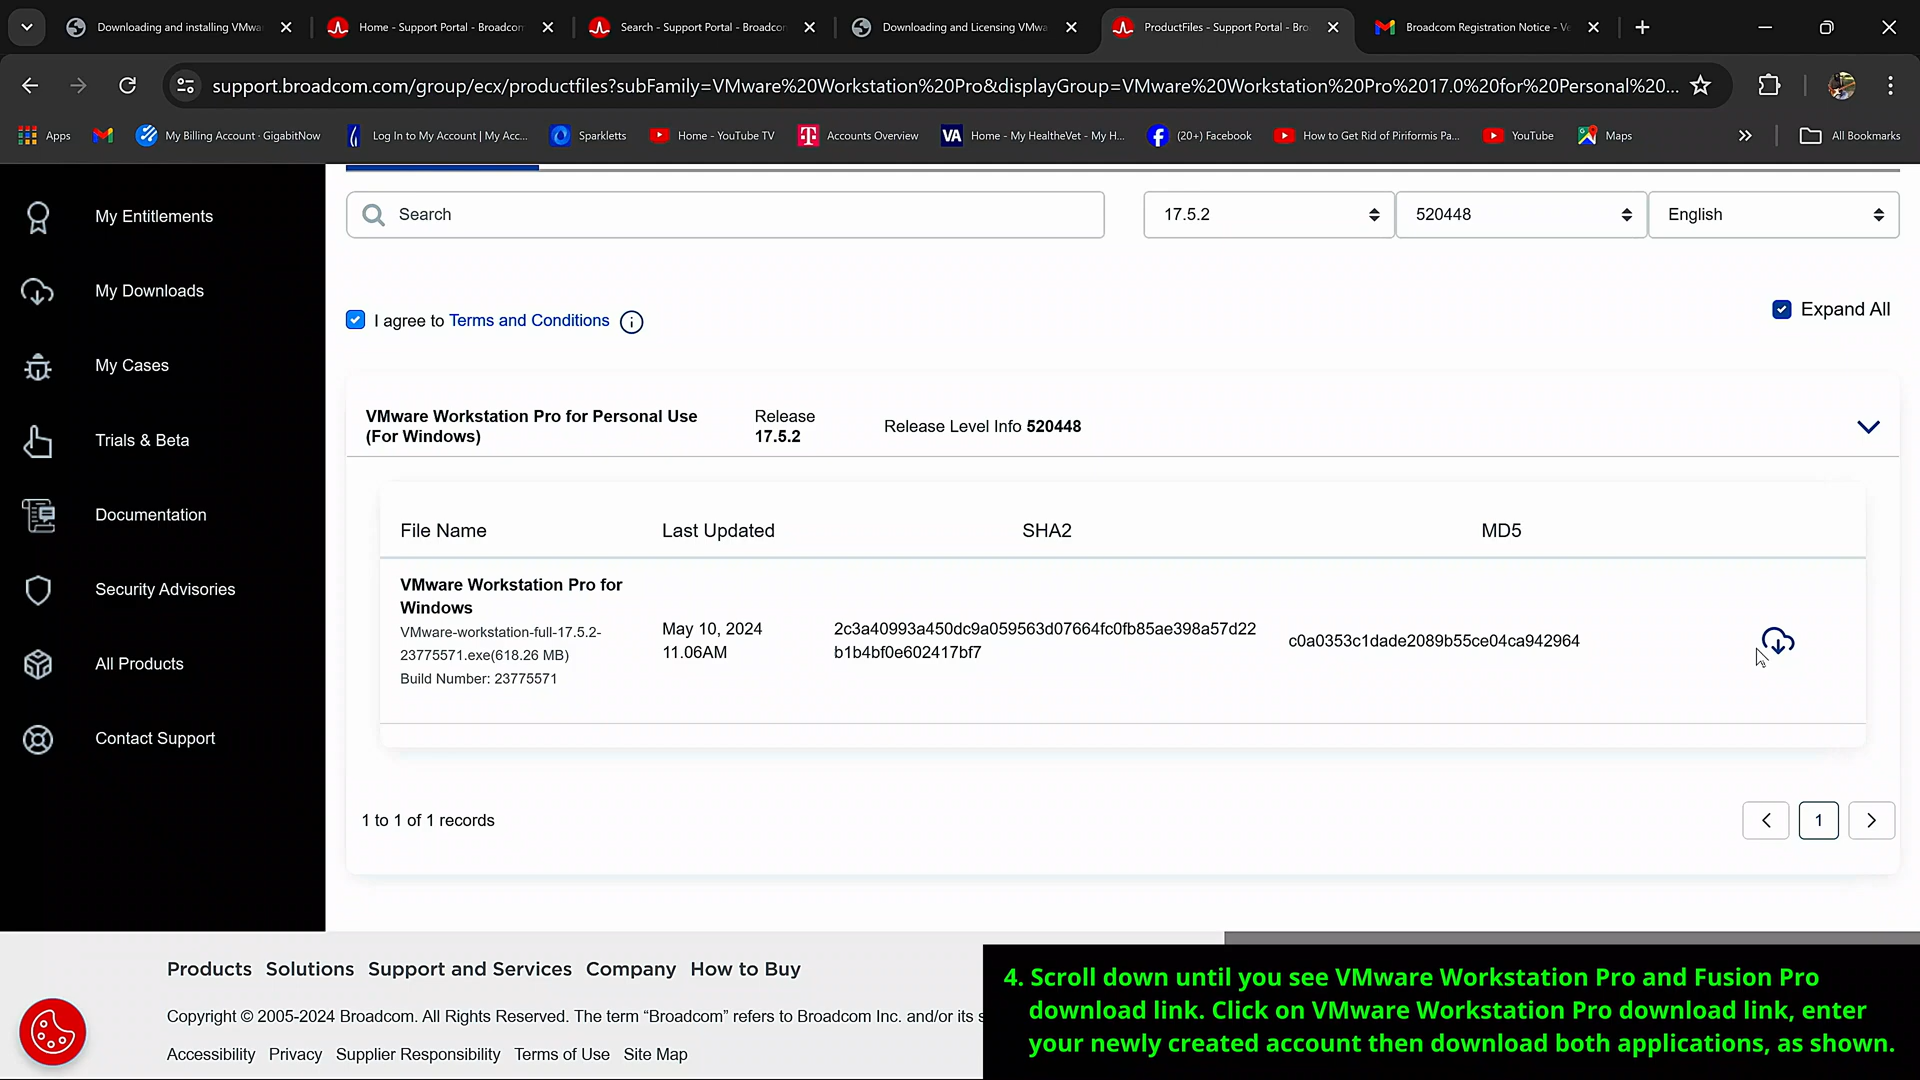 Downloading and installing VMwa
Home - Support Portal - Broadcom
Search - Support Portal - Broadcor
Downloading and Licensing VMwa
ProductFiles - Support Portal - Bro
Broadcom Registration Notice - Ve
support.broadcom.com/group/ecx/productfiles?subFamily=VMware%20Workstation%20Pro&displayGroup=VMware%20Workstation%20Pro%2017.0%20for%20Personal%20...
Apps
My Billing Account · GigabitNow
Log In to My Account | My Acc...
Sparkletts
Home - YouTube TV
Accounts Overview
VA
Home - My HealtheVet - My H...
(20+) Facebook
How to Get Rid of Piriformis Pa...
YouTube
Maps
All Bookmarks
My Entitlements
My Downloads
My Cases
Trials & Beta
Documentation
Security Advisories
All Products
Contact Support
Search
17.5.2
520448
English
I agree to Terms and Conditions
Expand All
VMware Workstation Pro for Personal Use
(For Windows)
Release
17.5.2
Release Level Info 520448
File Name
Last Updated
SHA2
MD5
VMware Workstation Pro for
Windows
VMware-workstation-full-17.5.2-
23775571.exe(618.26 MB)
Build Number: 23775571
May 10, 2024
11.06AM
2c3a40993a450dc9a059563d07664fc0fb85ae398a57d22
b1b4bf0e602417bf7
c0a0353c1dade2089b55ce04ca942964
1 to 1 of 1 records
1
Products Solutions Support and Services Company How to Buy
Copyright © 2005-2024 Broadcom. All Rights Reserved. The term “Broadcom” refers to Broadcom Inc. and/or its s
Accessibility Privacy Supplier Responsibility Terms of Use Site Map
4. Scroll down until you see VMware Workstation Pro and Fusion Pro
download link. Click on VMware Workstation Pro download link, enter
your newly created account then download both applications, as shown.